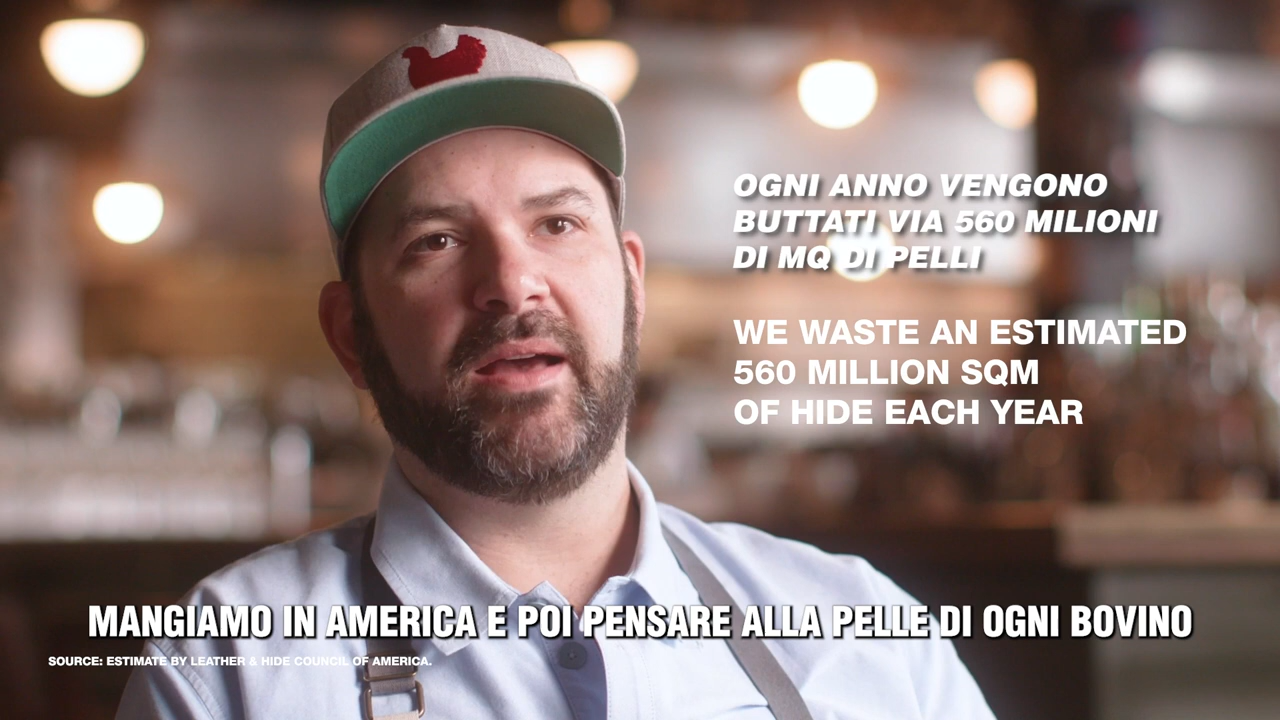 OGNI ANNO VENGONO
BUTTATI VIA 560 MILIONI
DI MQ DI PELLI
WE WASTE AN ESTIMATED
560 MILLION SQM
OF HIDE EACH YEAR
MANGIAMO IN AMERICA E POI PENSARE ALLA PELLE DI OGNI BOVINO
SOURCE: ESTIMATE BY LEATHER & HIDE COUNCIL OF AMERICA.